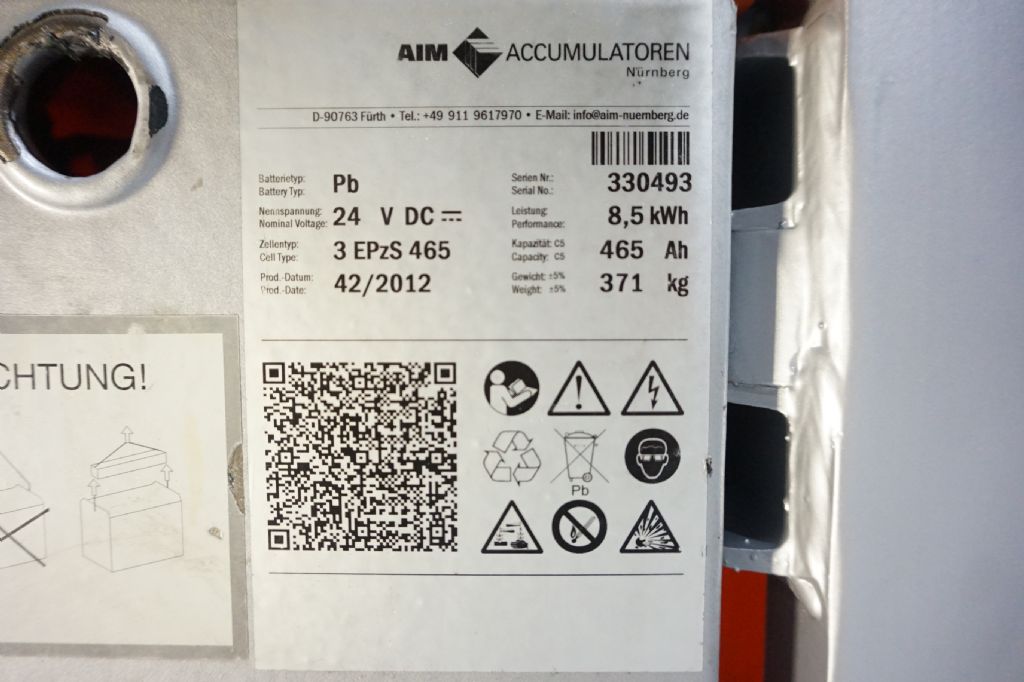 AIM ACCUMULATOREN
Nürnberg
D-90763 Fürth • Tel.: +49 911 9617970 • E-Mail: info@aim-nuernberg.de
Batterietyp: Pb Serien Nr.: 330493
Battery Typ: Serial No.:
Nennspannung: 24 V DC Leistung: 8,5 kWh
Nominal Voltage: Performance:
Zellentyp: 3 EPzS 465 Kapazität: C5 465 Ah
Cell Type: Capacity: C5
Prod.-Datum: 42/2012 Gewicht: ±5% 371 kg
Prod.-Date: Weight: ±5%
CHTUNG!
Pb